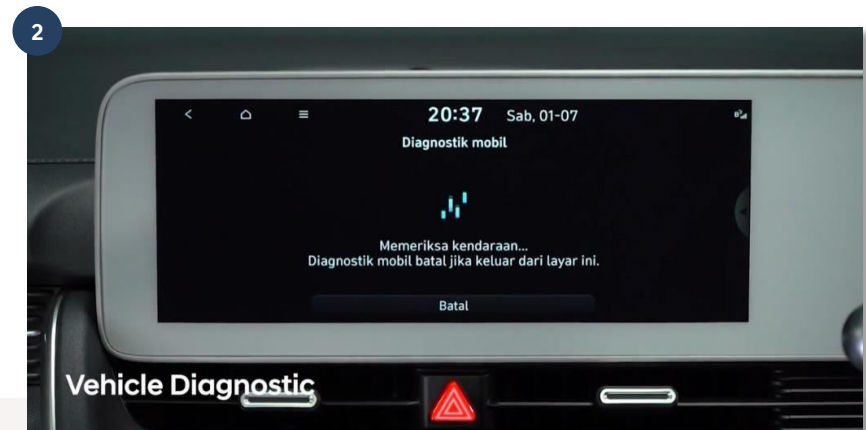 2
20:37 Sab, 01-07
Diagnostik mobil
Memeriksa kendaraan...
Diagnostik mobil batal jika keluar dari layar ini.
Batal
Vehicle Diagnostic